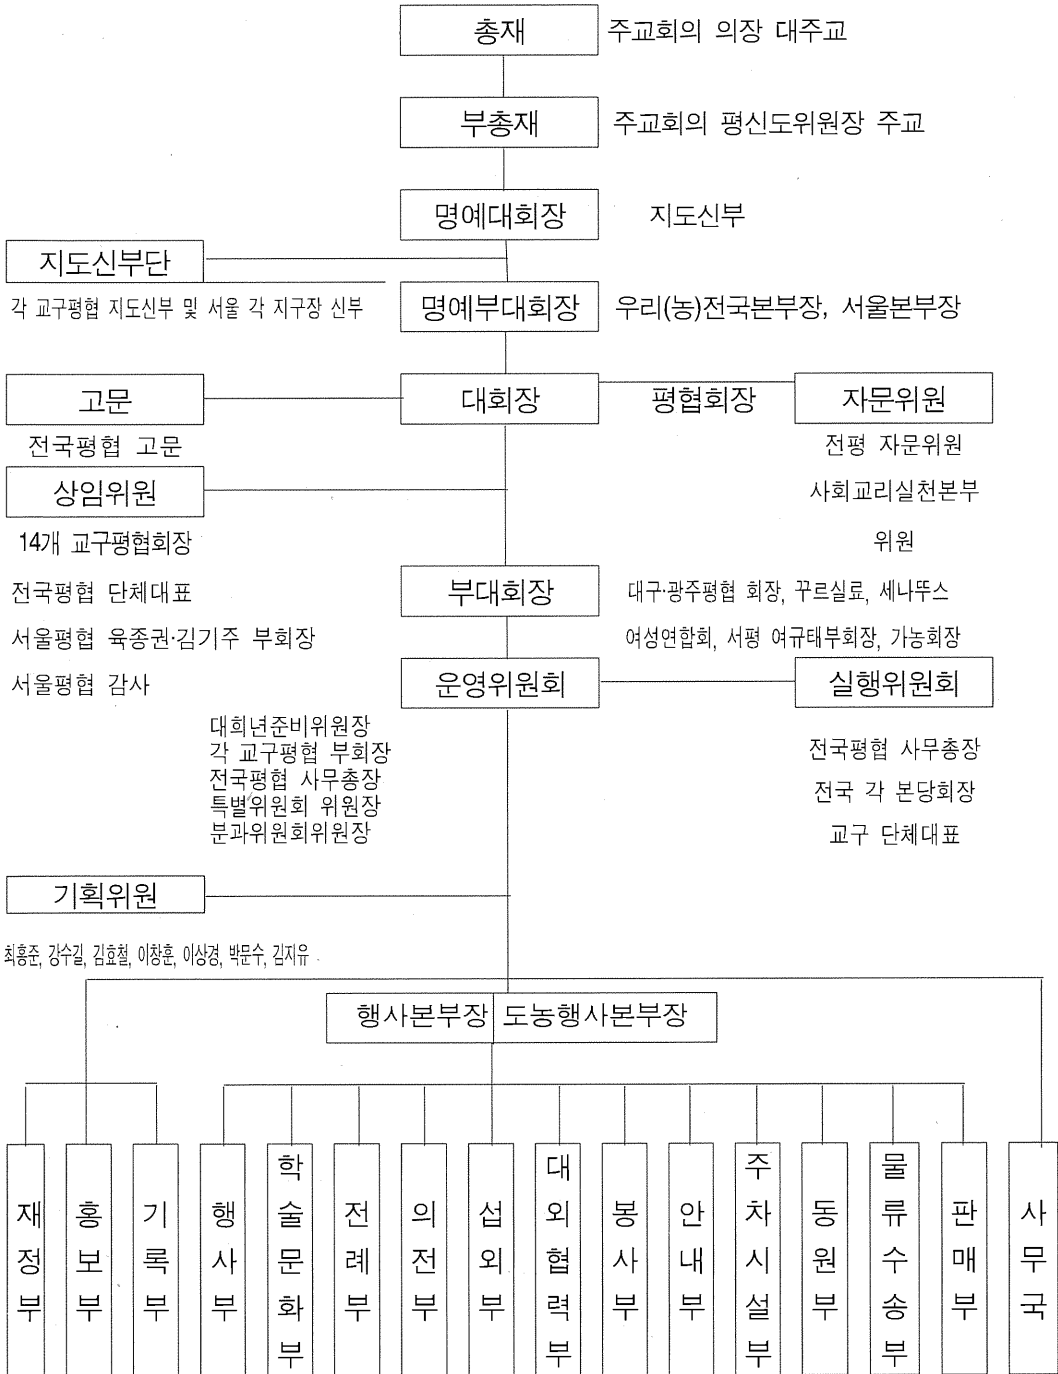 총재 주교회의 의장 대주교
부총재 주교회의 평신도위원장 주교
명예대회장 지도신부
지도신부단
각 교구평협 지도신부 및 서울 각 지구장 신부
명예부대회장 우리(농)전국본부장, 서울본부장
고문 대회장 평협회장 자문위원
전국평협 고문
전평 자문위원
상임위원
사회교리실천본부
14개 교구평협회장
위원
전국평협 단체대표
부대회장 대구·광주평협 회장, 꾸르실료, 세나뚜스
서울평협 육종권·김기주 부회장
여성연합회, 서평 여규태부회장, 가농회장
서울평협 감사
운영위원회 실행위원회
대희년준비위원장
각 교구평협 부회장
전국평협 사무총장
특별위원회 위원장
분과위원회위원장
전국평협 사무총장
전국 각 본당회장
교구 단체대표
기획위원
최홍준, 강수길, 김효철, 이창훈, 이상경, 박문수, 김지유
행사본부장 도농행사본부장
재정부
홍보부
기록부
행사부
학술문화부
전례부
의전부
섭외부
대외협력부
봉사부
안내부
주차시설부
동원부
물류수송부
판매부
사무국